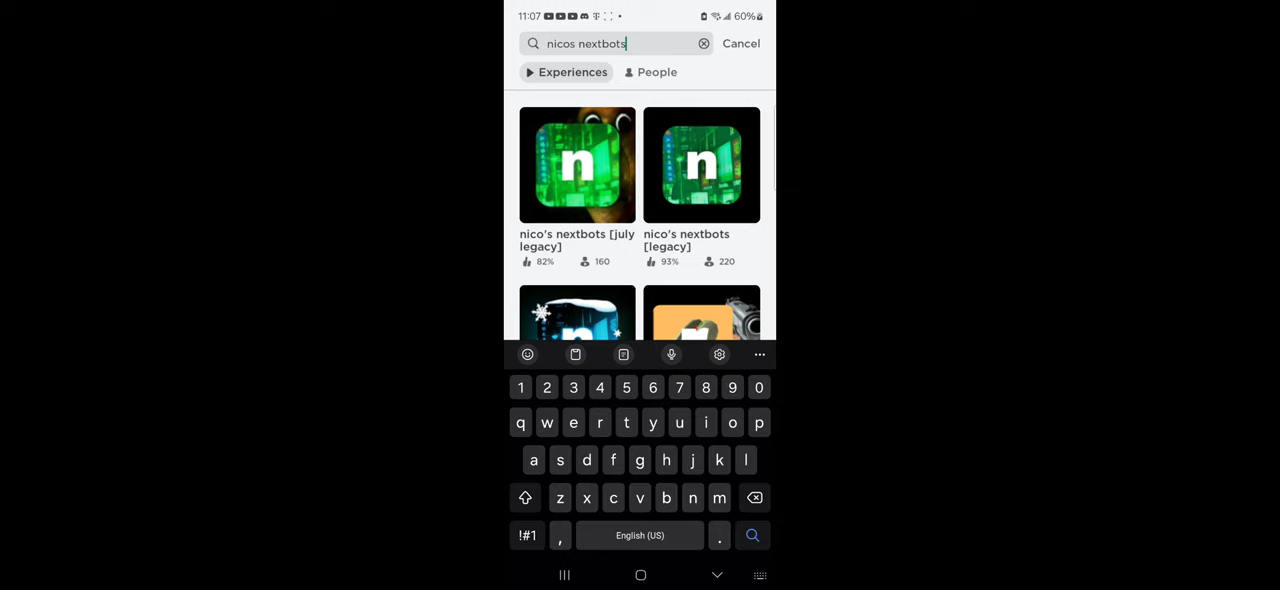 11:07 60%
nicos nextbots Cancel
Experiences People
n n
nico's nextbots [july legacy] nico's nextbots [legacy]
82% 160 93% 220
1 2 3 4 5 6 7 8 9 0
q w e r t y u i o p
a s d f g h j k l
z x c v b n m
!#1 , English (US) .